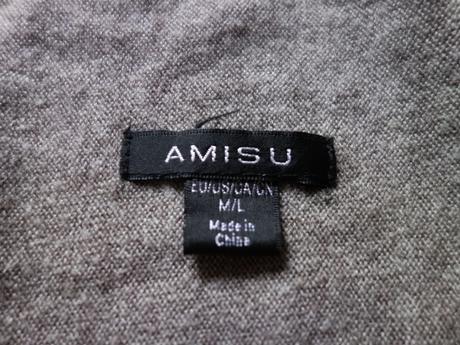 AMISU
EU/US/CA/CN
M/L
Made in
China